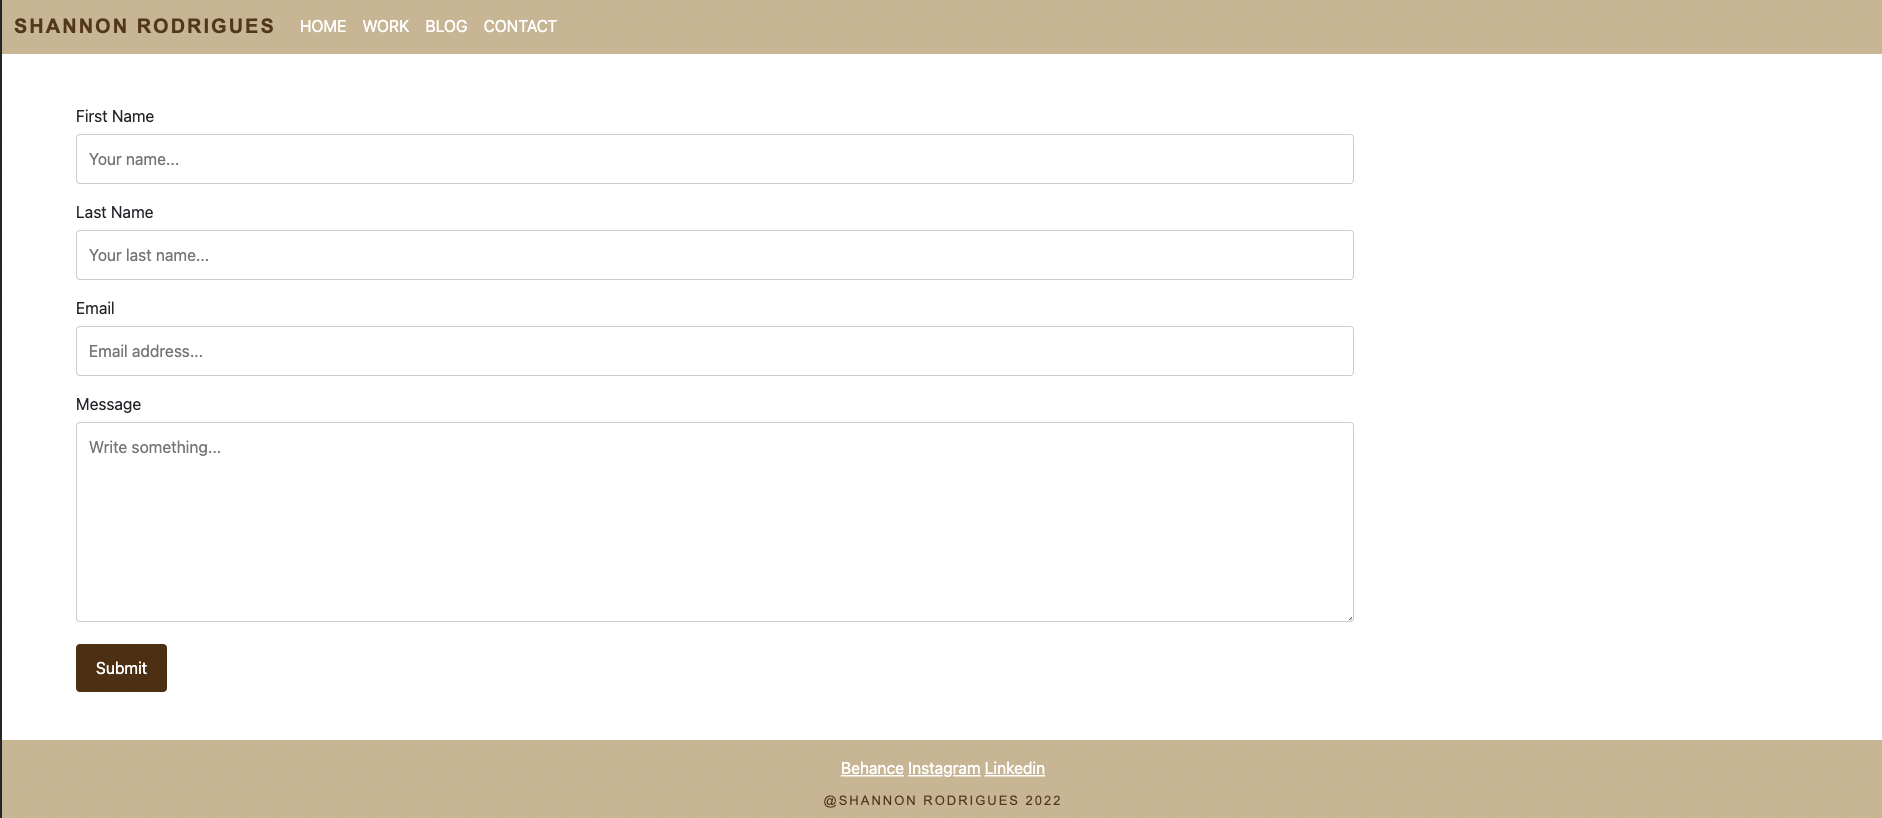 SHANNON RODRIGUES HOME WORK BLOG CONTACT
First Name
Your name...
Last Name
Your last name...
Email
Email address...
Message
Write something...
Submit
Behance Instagram Linkedin
@SHANNON RODRIGUES 2022